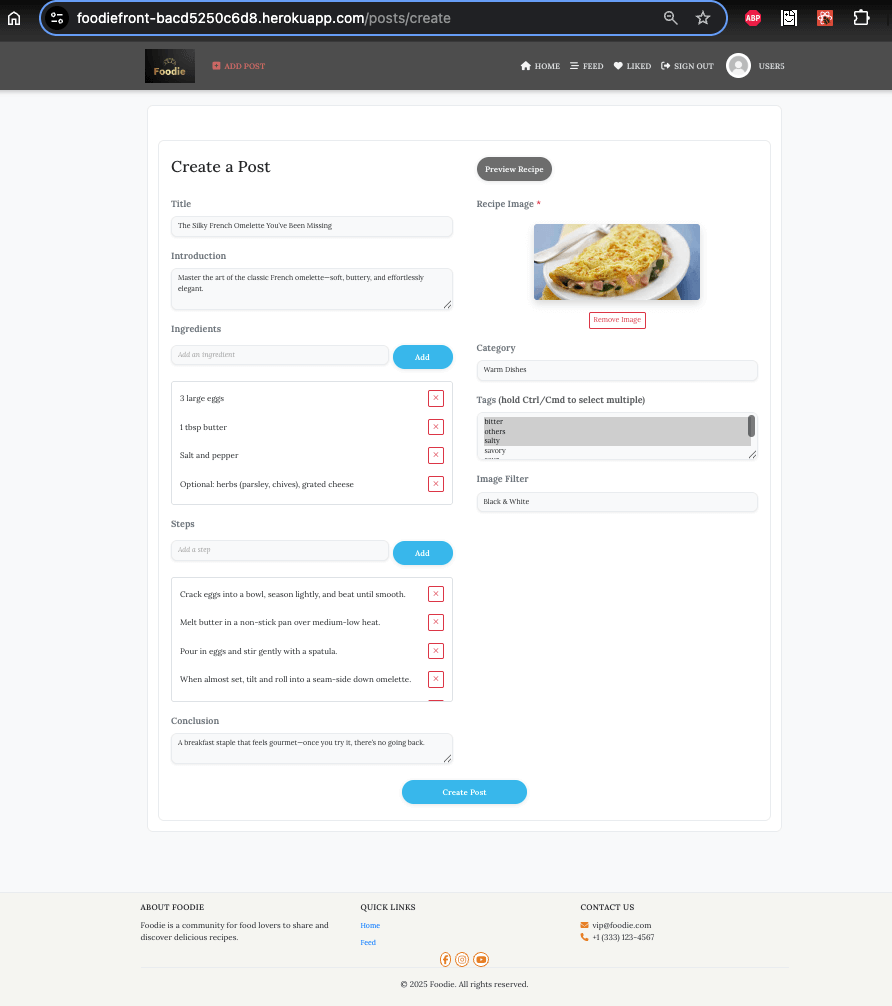 foodiefront-bacd5250c6d8.herokuapp.com/posts/create
ABP
Foodie
ADD POST
HOME
FEED
LIKED
SIGN OUT
USER5
Create a Post
Title
The Silky French Omelette You've Been Missing
Introduction
Master the art of the classic French omelette—soft, buttery, and effortlessly
elegant.
Ingredients
Add an ingredient
Add
3 large eggs
1 tbsp butter
Salt and pepper
Optional: herbs (parsley, chives), grated cheese
Steps
Add a step
Add
Crack eggs into a bowl, season lightly, and beat until smooth.
Melt butter in a non-stick pan over medium-low heat.
Pour in eggs and stir gently with a spatula.
When almost set, tilt and roll into a seam-side down omelette.
Conclusion
A breakfast staple that feels gourmet—once you try it, there's no going back.
Preview Recipe
Recipe Image *
Remove Image
Category
Warm Dishes
Tags (hold Ctrl/Cmd to select multiple)
bitter
others
salty
savory
Image Filter
Black & White
Create Post
ABOUT FOODIE
Foodie is a community for food lovers to share and
discover delicious recipes.
QUICK LINKS
Home
Feed
CONTACT US
vip@foodie.com
+1 (333) 123-4567
© 2025 Foodie. All rights reserved.